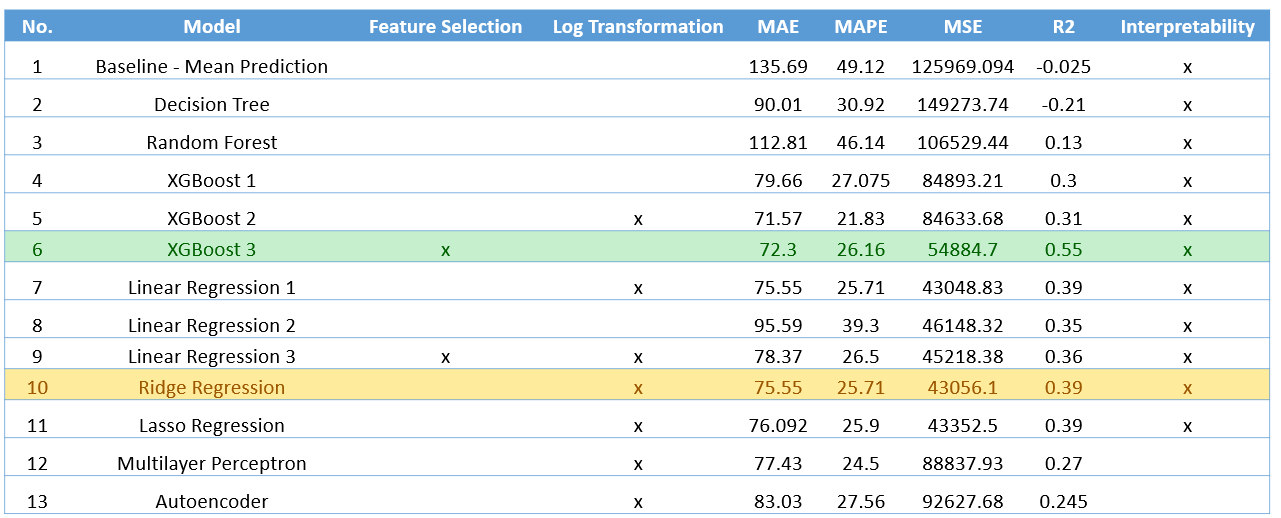 No. Model Feature Selection Log Transformation MAE MAPE MSE R2 Interpretability
1 Baseline - Mean Prediction 135.69 49.12 125969.094 -0.025 x
2 Decision Tree 90.01 30.92 149273.74 -0.21 x
3 Random Forest 112.81 46.14 106529.44 0.13 x
4 XGBoost 1 79.66 27.075 84893.21 0.3 x
5 XGBoost 2 x 71.57 21.83 84633.68 0.31 x
6 XGBoost 3 x 72.3 26.16 54884.7 0.55 x
7 Linear Regression 1 x 75.55 25.71 43048.83 0.39 x
8 Linear Regression 2 95.59 39.3 46148.32 0.35 x
9 Linear Regression 3 x x 78.37 26.5 45218.38 0.36 x
10 Ridge Regression x 75.55 25.71 43056.1 0.39 x
11 Lasso Regression x 76.092 25.9 43352.5 0.39 x
12 Multilayer Perceptron x 77.43 24.5 88837.93 0.27
13 Autoencoder x 83.03 27.56 92627.68 0.245